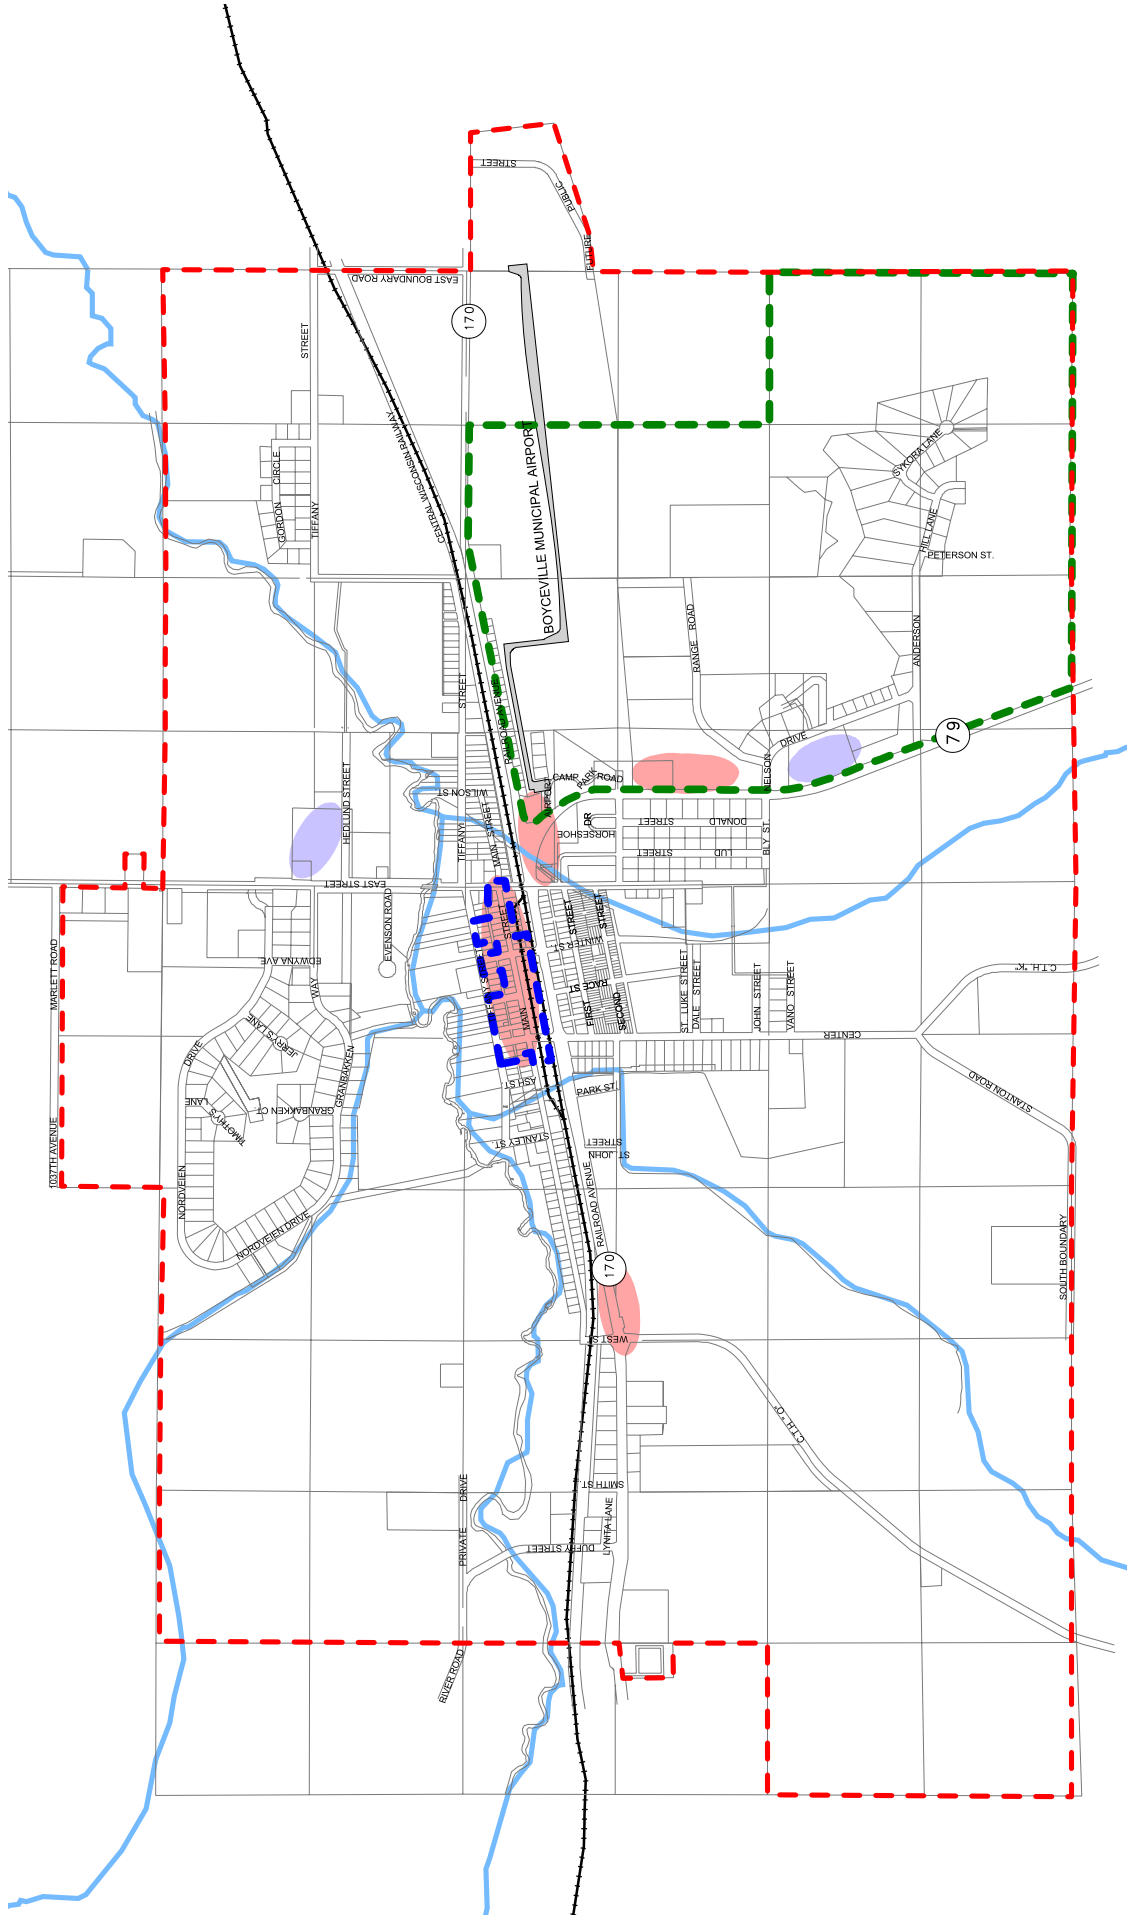 STREET
PUBLIC
FUTURE
EAST BOUNDARY ROAD
170
STREET
CENTRAL WISCONSIN RAILWAY
BOYCEVILLE MUNICIPAL AIRPORT
CIRCLE
GORDON
TIFFANY
SYKORA LANE
HILL LANE
PETERSON ST.
ANDERSON
RANGE ROAD
STREET
RAILROAD AVENUE
79
DRIVE
NELSON
CAMP
ROAD
PARK
AIRPORT
WILSON ST
HEDLUND STREET
TIFFANY
STREET
MAIN
DR
HORSESHOE
STREET
DONALD
STREET
LUD
BLY ST.
EAST STREET
EVENSON ROAD
STREET
STREET
STREET
WINTER ST.
MARLETT ROAD
EDWYNA AVE
WAY
MAIN
RACE ST
FIRST
SECOND
ST. LUKE STREET
DALE STREET
JOHN STREET
VANO STREET
C.T.H. "K"
CENTER
JERRY'S LANE
DRIVE
GRANBAKKEN
LANE
TIMOTHY'S
GRANBAKKEN CT
ASH ST
PARK ST.
STANTON ROAD
1037TH AVENUE
STANLEY ST.
STREET
ST. JOHN
NORDVEIEN
NORDVEIEN DRIVE
RAILROAD AVENUE
170
SOUTH BOUNDARY
WEST ST.
C.T.H. "O"
SMITH ST.
PRIVATE DRIVE
LYNITA LANE
DUFFY STREET
RIVER ROAD